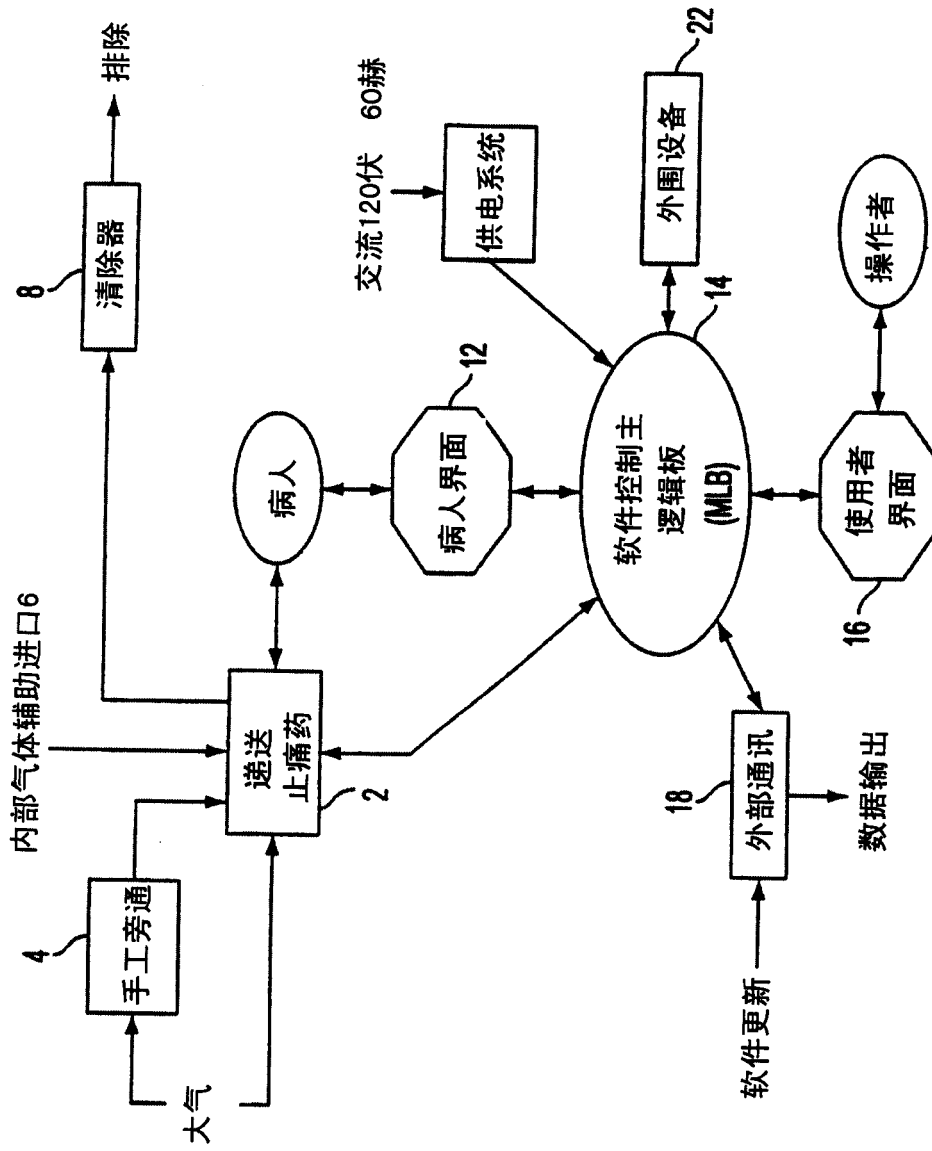 大气
4
手工旁通
内部气体辅助进口6
递送
止痛药
2
8
清除器
排除
病人
病人界面
12
交流120伏 60赫
供电系统
外围设备
22
软件控制主
逻辑板
(MLB)
14
使用者
界面
16
操作者
软件更新
外部通讯
18
数据输出